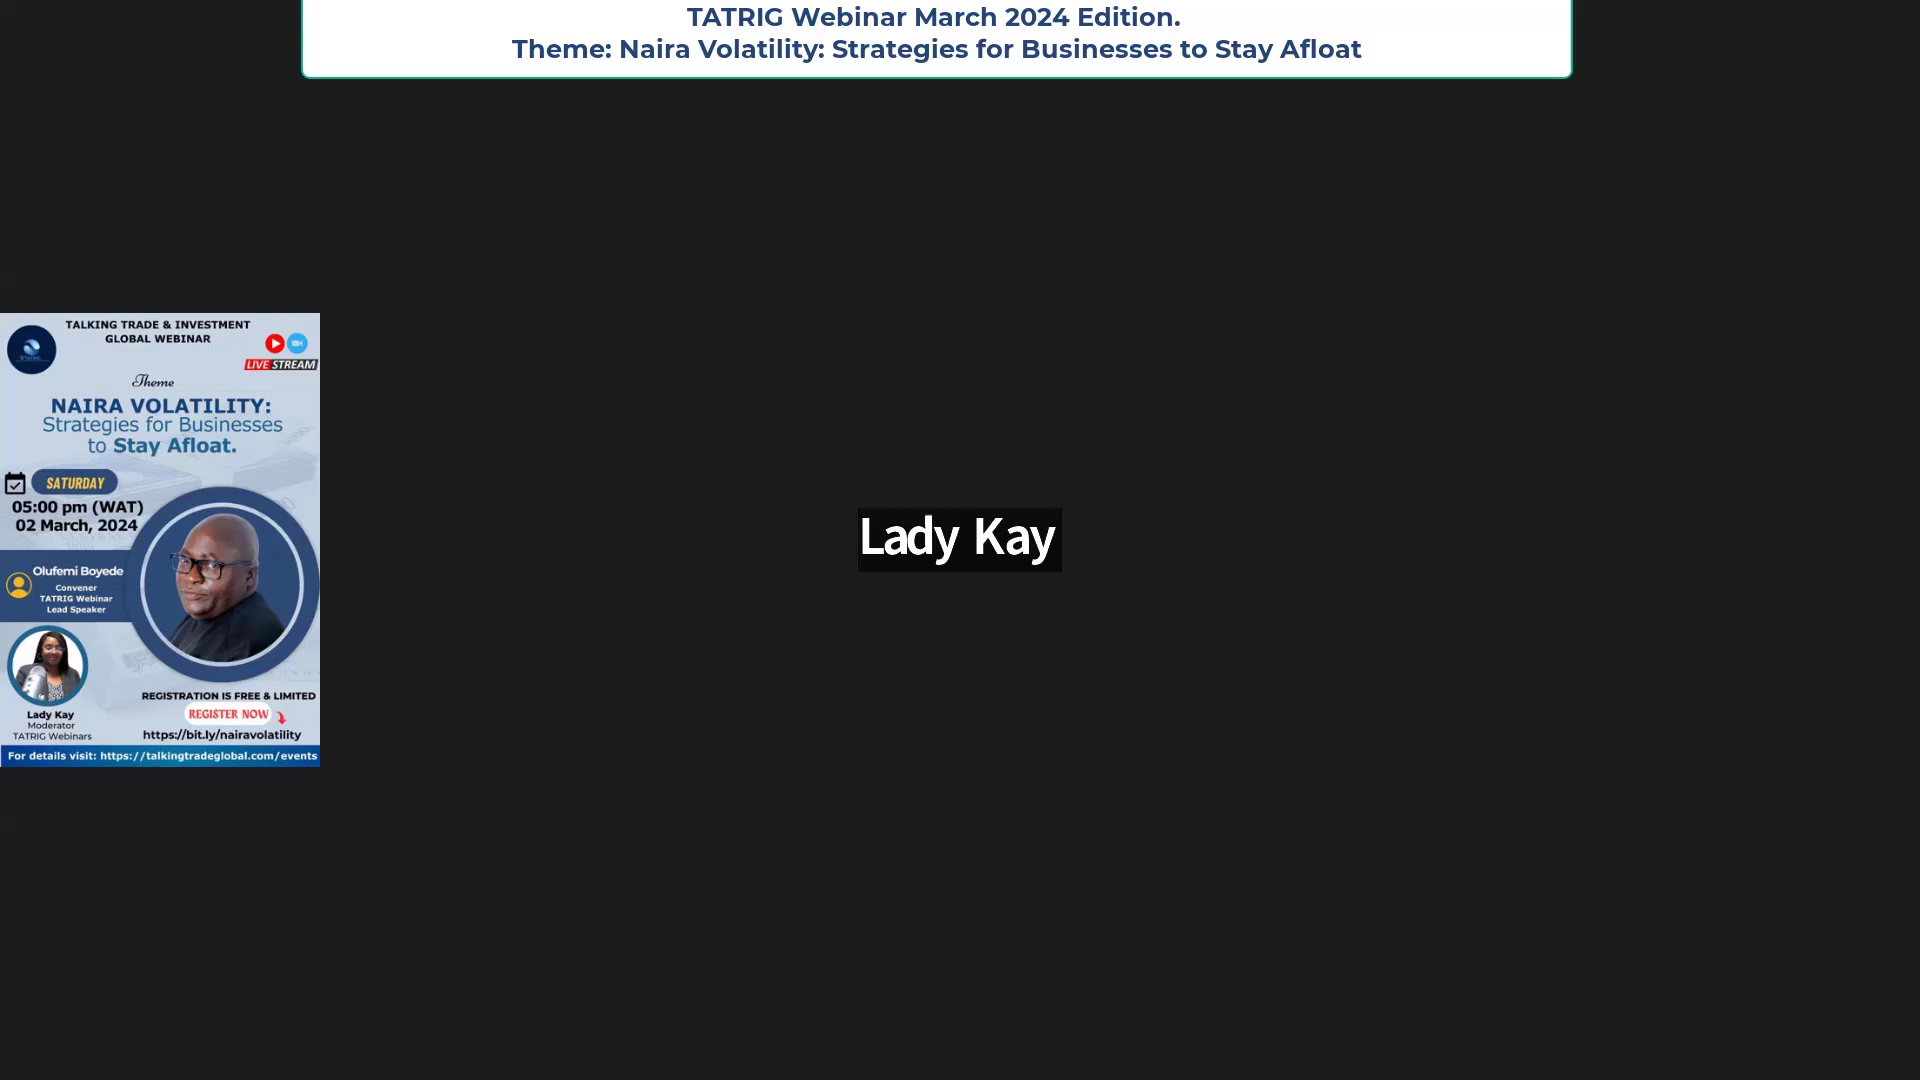 TATRIG Webinar March 2024 Edition.
Theme: Naira Volatility: Strategies for Businesses to Stay Afloat
TALKING TRADE & INVESTMENT
GLOBAL WEBINAR
LIVE STREAM
Theme
NAIRA VOLATILITY:
Strategies for Businesses
to Stay Afloat.
SATURDAY
05:00 pm (WAT)
02 March, 2024
Olufemi Boyede
Convener
TATRIG Webinar
Lead Speaker
Lady Kay
Moderator
TATRIG Webinars
REGISTRATION IS FREE & LIMITED
REGISTER NOW
https://bit.ly/nairavolatility
For details visit: https://talkingtradeglobal.com/events
Lady Kay